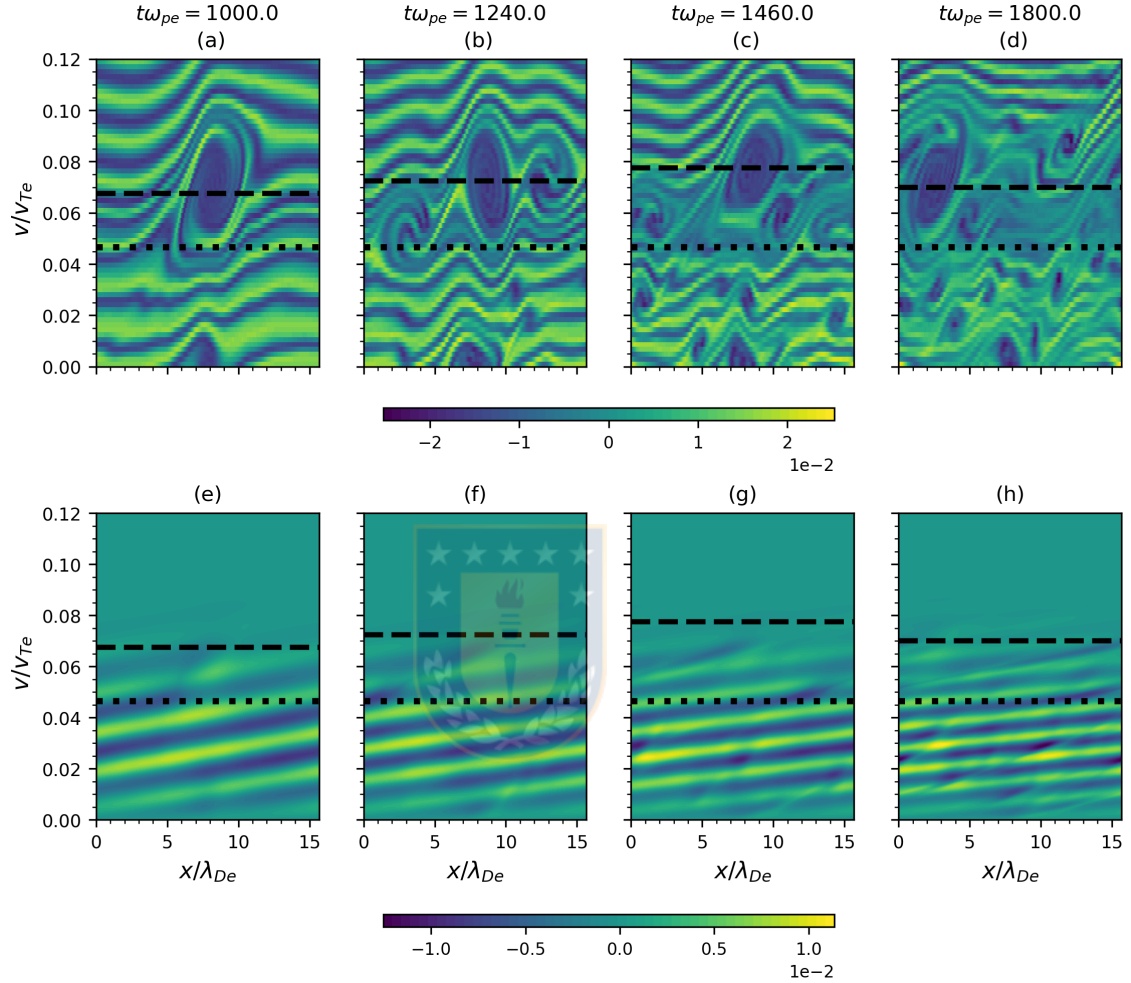 tω_pe = 1000.0 tω_pe = 1240.0 tω_pe = 1460.0 tω_pe = 1800.0
(a) (b) (c) (d)
v/v_Te
0.12
0.10
0.08
0.06
0.04
0.02
0.00
−2 −1 0 1 2
1e−2
(e) (f) (g) (h)
v/v_Te
0.12
0.10
0.08
0.06
0.04
0.02
0.00
0 5 10 15 0 5 10 15 0 5 10 15 0 5 10 15
x/λ_De x/λ_De x/λ_De x/λ_De
−1.0 −0.5 0.0 0.5 1.0
1e−2